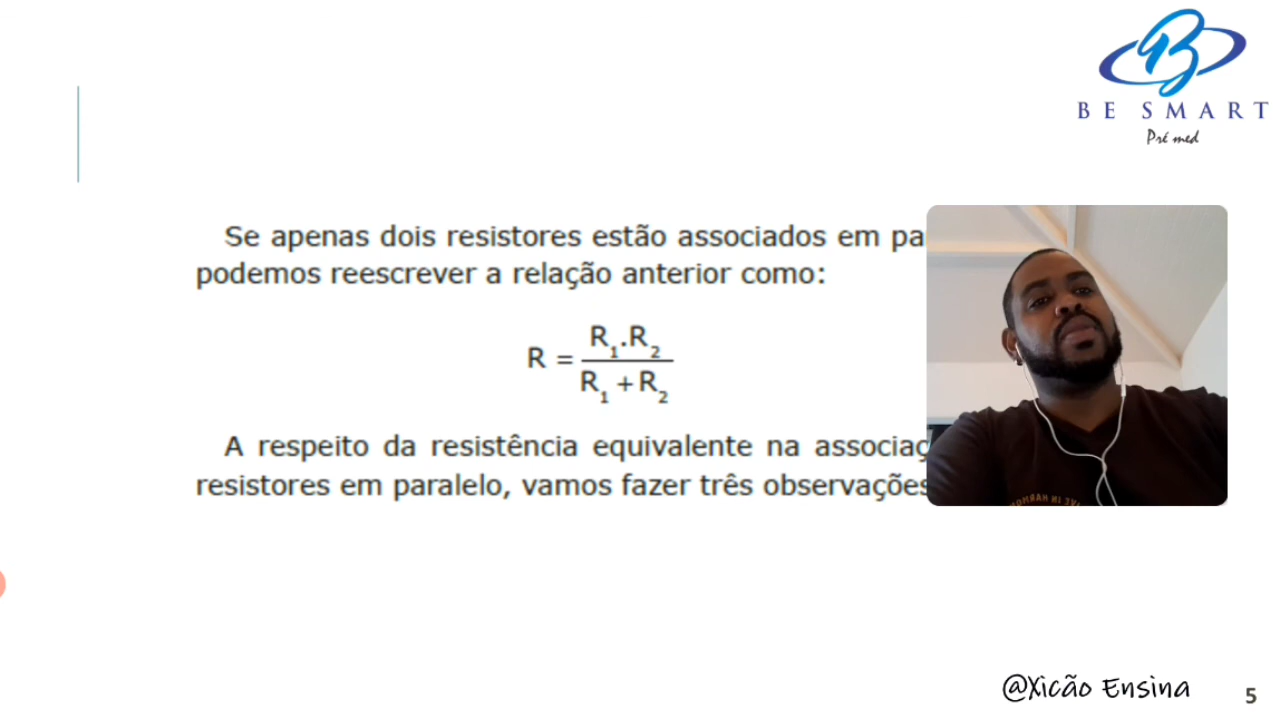 BE SMART
Pré med
Se apenas dois resistores estão associados em pa
podemos reescrever a relação anterior como:
R = R₁.R₂ / R₁ + R₂
A respeito da resistência equivalente na associaç
resistores em paralelo, vamos fazer três observações
@Xicão Ensina
5